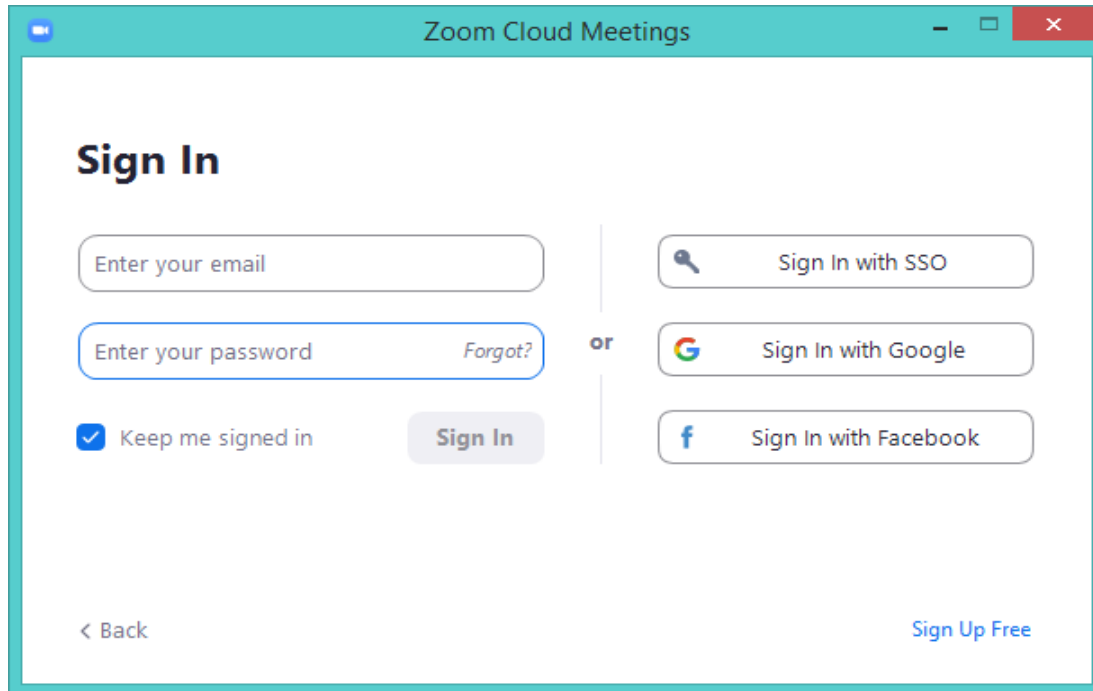 Zoom Cloud Meetings
Sign In
Enter your email
Enter your password Forgot?
Keep me signed in Sign In
or
Sign In with SSO
Sign In with Google
Sign In with Facebook
< Back
Sign Up Free